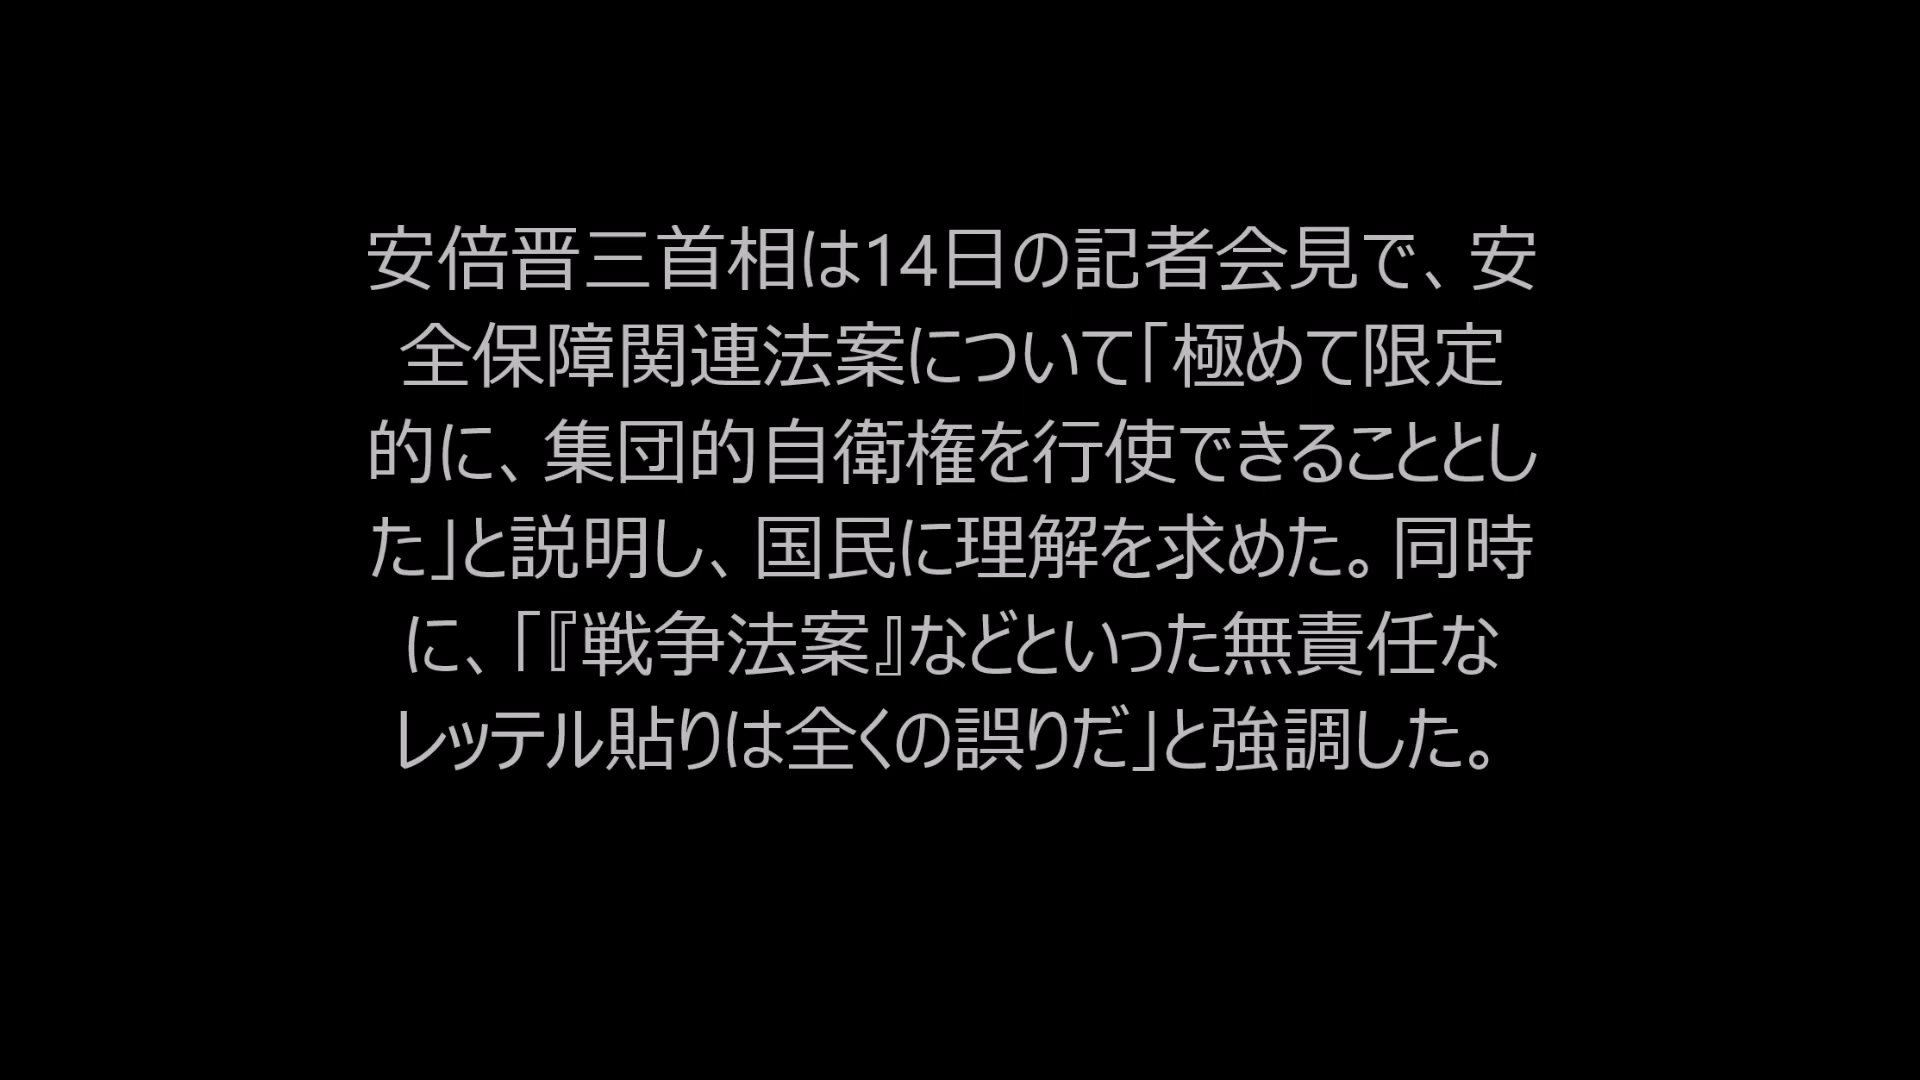 安倍晋三首相は14日の記者会見で、安
全保障関連法案について「極めて限定
的に、集団的自衛権を行使できることとし
た」と説明し、国民に理解を求めた。同時
に、「『戦争法案』などといった無責任な
レッテル貼りは全くの誤りだ」と強調した。